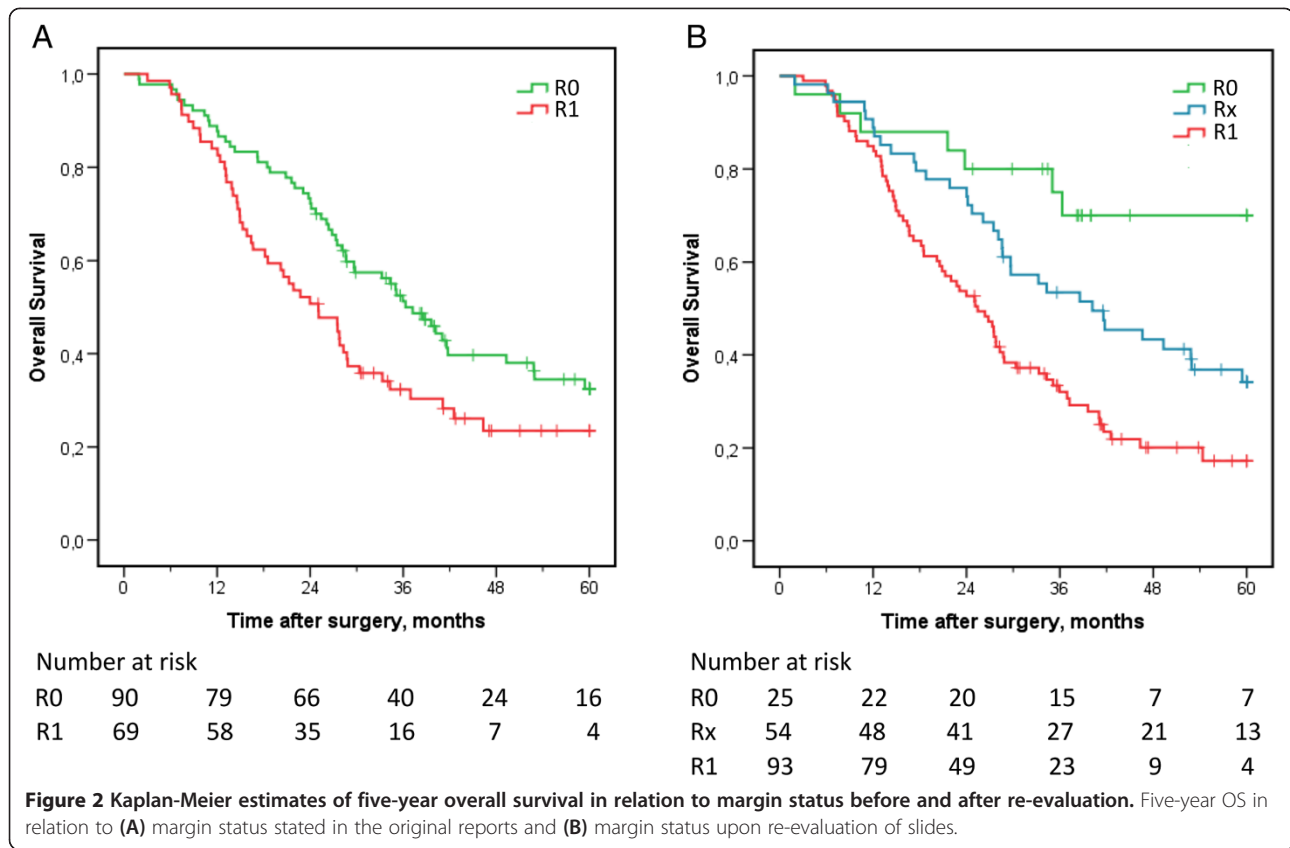 A
Overall Survival
1,0
0,8
0,6
0,4
0,2
0,0
R0
R1
0 12 24 36 48 60
Time after surgery, months
Number at risk
R0 90 79 66 40 24 16
R1 69 58 35 16 7 4
B
Overall Survival
1,0
0,8
0,6
0,4
0,2
0,0
R0
Rx
R1
0 12 24 36 48 60
Time after surgery, months
Number at risk
R0 25 22 20 15 7 7
Rx 54 48 41 27 21 13
R1 93 79 49 23 9 4
Figure 2 Kaplan-Meier estimates of five-year overall survival in relation to margin status before and after re-evaluation. Five-year OS in
relation to (A) margin status stated in the original reports and (B) margin status upon re-evaluation of slides.